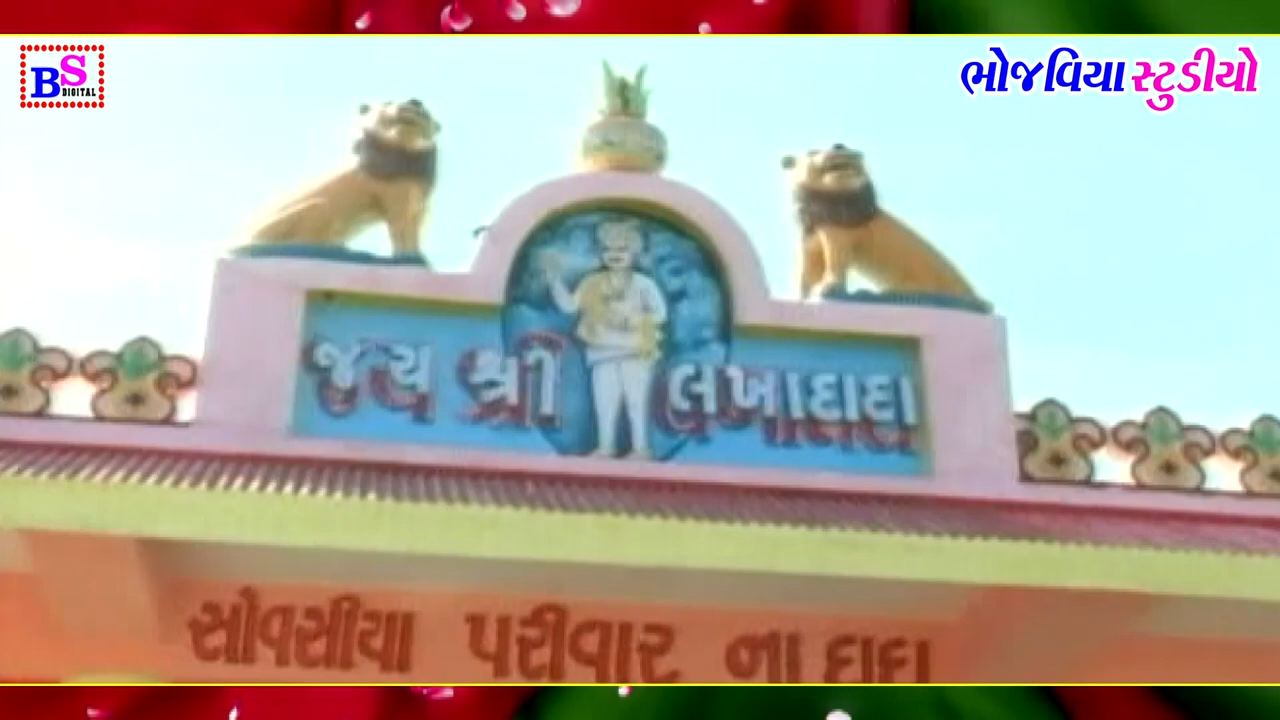 BS
DIGITAL
ભોજવિયા સ્ટુડીયો
જય શ્રી લખાદાદા
સોવસીયા પરીવાર ના દાદા